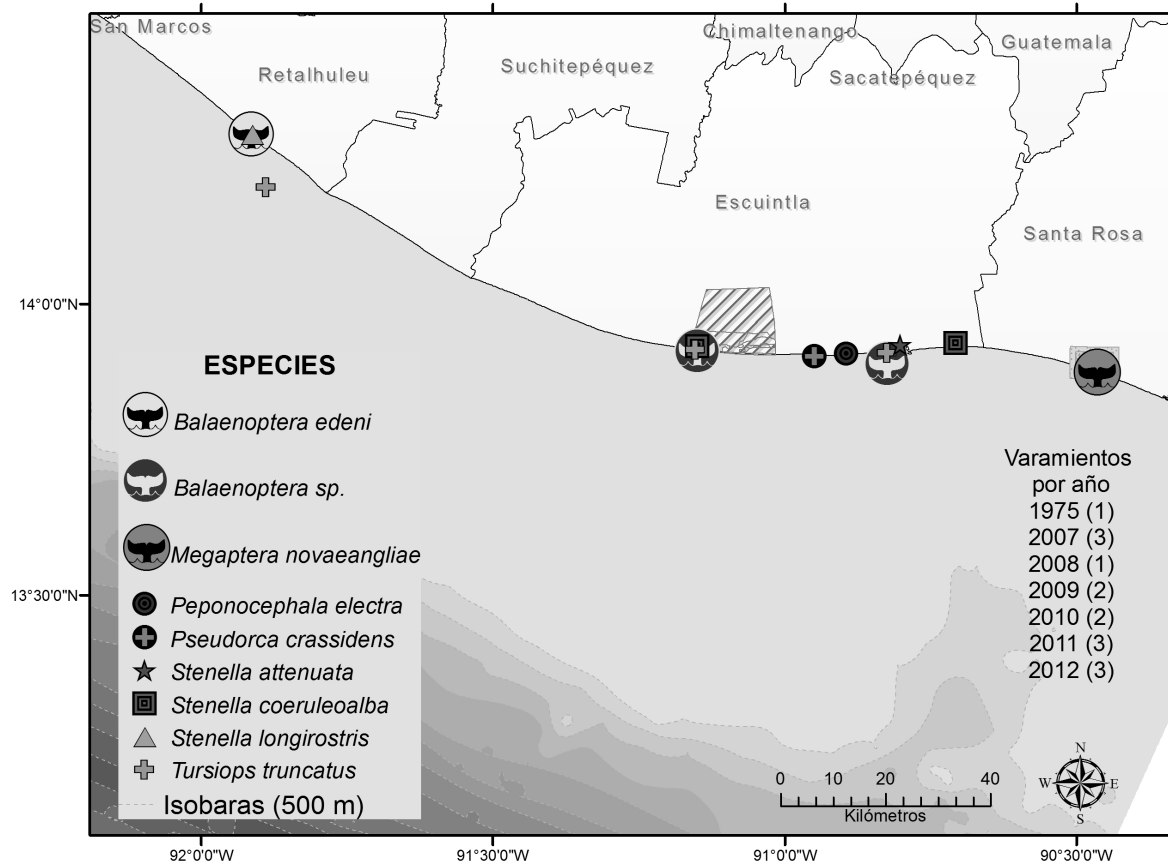 San Marcos
Retalhuleu
Suchitepéquez
Chimaltenango
Sacatepéquez
Guatemala
Escuintla
Santa Rosa
14°0'0"N
13°30'0"N
ESPECIES
Balaenoptera edeni
Balaenoptera sp.
Megaptera novaeangliae
Peponocephala electra
Pseudorca crassidens
Stenella attenuata
Stenella coeruleoalba
Stenella longirostris
Tursiops truncatus
Isobaras (500 m)
Varamientos
por año
1975 (1)
2007 (3)
2008 (1)
2009 (2)
2010 (2)
2011 (3)
2012 (3)
0 10 20 40
Kilómetros
N
W E
S
92°0'0"W 91°30'0"W 91°0'0"W 90°30'0"W